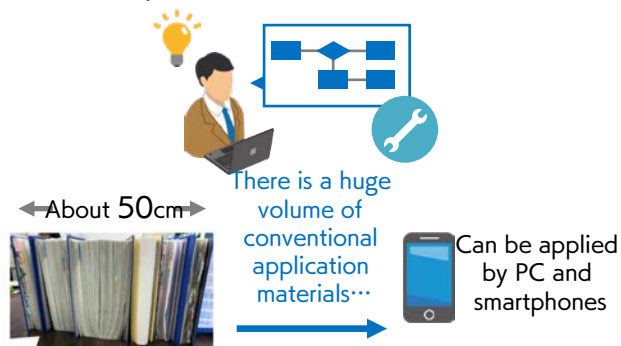 About 50cm
There is a huge
volume of
conventional
application
materials…
Can be applied
by PC and
smartphones